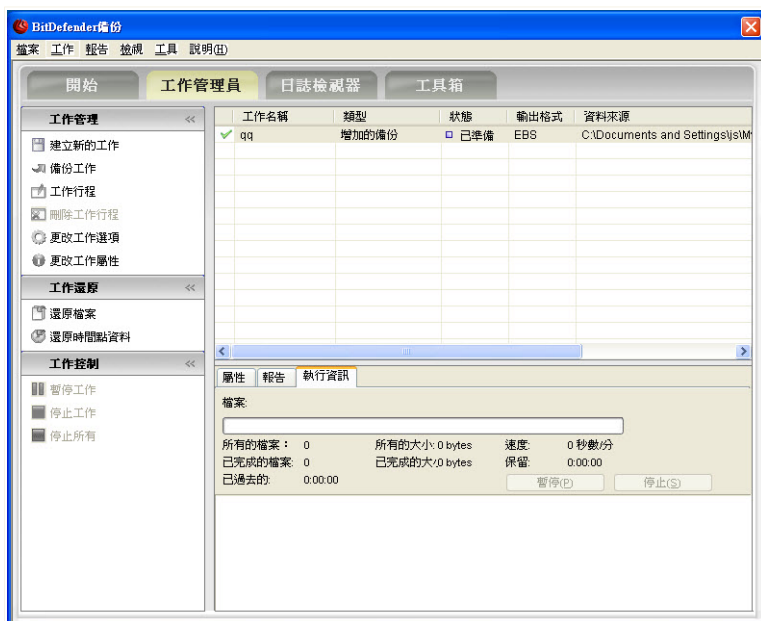 BitDefender備份
檔案 工作 報告 檢視 工具 說明(H)
開始 工作管理員 日誌檢視器 工具箱
工作管理
建立新的工作
備份工作
工作行程
刪除工作行程
更改工作選項
更改工作屬性
工作還原
還原檔案
還原時間點資料
工作控制
暫停工作
停止工作
停止所有
工作名稱 類型 狀態 輸出格式 資料來源
qq 增加的備份 已準備 EBS C:\Documents and Settings\js\M
屬性 報告 執行資訊
檔案:
所有的檔案： 0 所有的大小: 0 bytes 速度: 0 秒數/分
已完成的檔案: 0 已完成的大小 0 bytes 保留: 0:00:00
已過去的: 0:00:00
暫停(P) 停止(S)